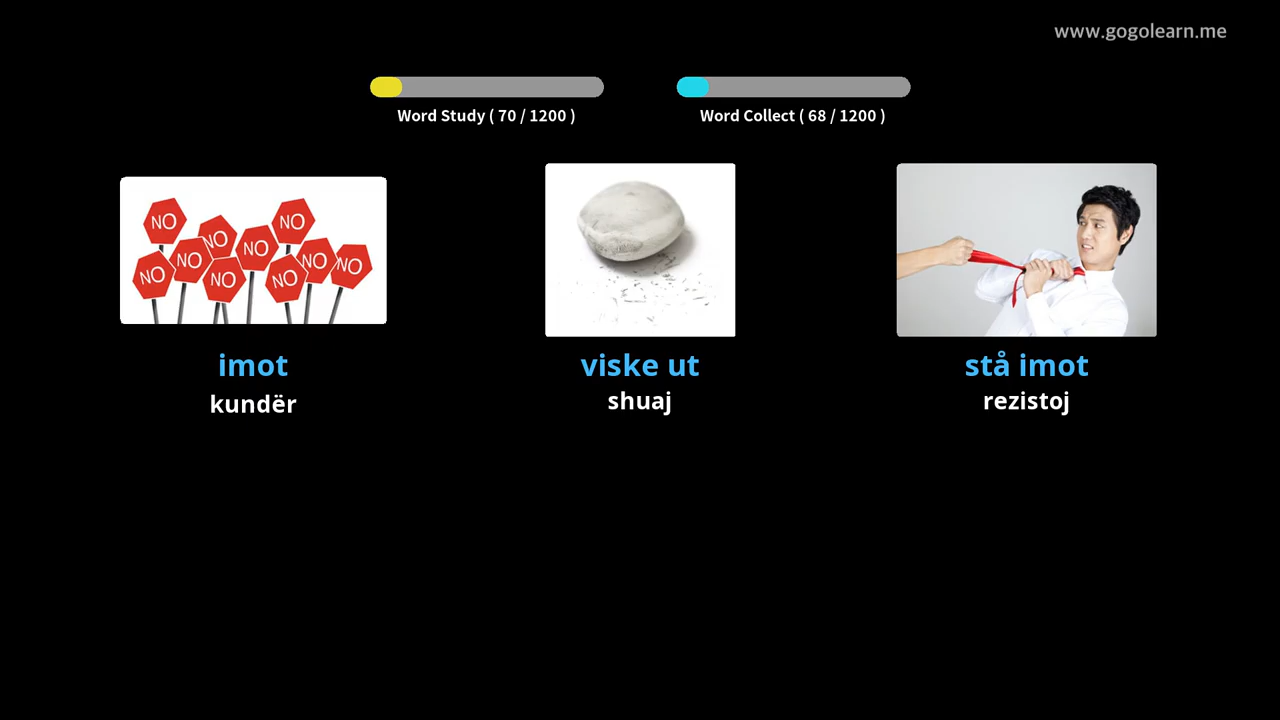 www.gogolearn.me
Word Study ( 70 / 1200 )
Word Collect ( 68 / 1200 )
NO
NO
NO
NO
NO
NO
NO
NO
NO
NO
imot
kundër
viske ut
shuaj
stå imot
rezistoj